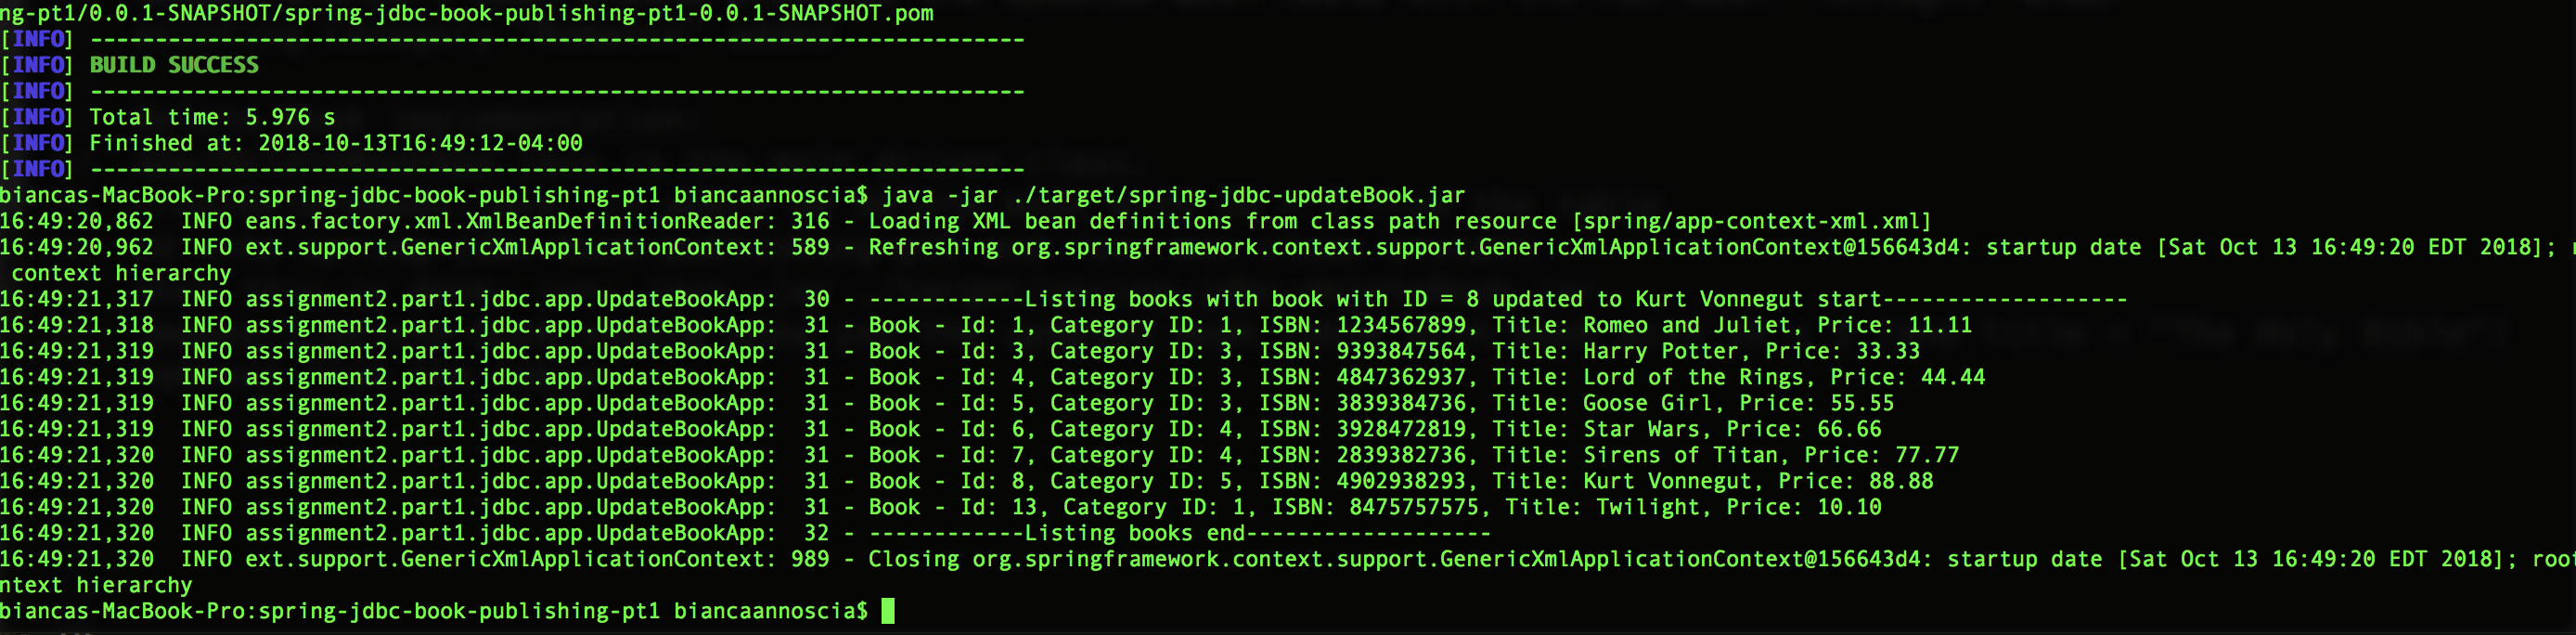 ng-pt1/0.0.1-SNAPSHOT/spring-jdbc-book-publishing-pt1-0.0.1-SNAPSHOT.pom
[INFO] ------------------------------------------------------------------------
[INFO] BUILD SUCCESS
[INFO] ------------------------------------------------------------------------
[INFO] Total time: 5.976 s
[INFO] Finished at: 2018-10-13T16:49:12-04:00
[INFO] ------------------------------------------------------------------------
biancas-MacBook-Pro:spring-jdbc-book-publishing-pt1 biancaannoscia$ java -jar ./target/spring-jdbc-updateBook.jar
16:49:20,862  INFO eans.factory.xml.XmlBeanDefinitionReader: 316 - Loading XML bean definitions from class path resource [spring/app-context-xml.xml]
16:49:20,962  INFO ext.support.GenericXmlApplicationContext: 589 - Refreshing org.springframework.context.support.GenericXmlApplicationContext@156643d4: startup date [Sat Oct 13 16:49:20 EDT 2018];
 context hierarchy
16:49:21,317  INFO assignment2.part1.jdbc.app.UpdateBookApp:  30 - ------------Listing books with book with ID = 8 updated to Kurt Vonnegut start-------------------
16:49:21,318  INFO assignment2.part1.jdbc.app.UpdateBookApp:  31 - Book - Id: 1, Category ID: 1, ISBN: 1234567899, Title: Romeo and Juliet, Price: 11.11
16:49:21,319  INFO assignment2.part1.jdbc.app.UpdateBookApp:  31 - Book - Id: 3, Category ID: 3, ISBN: 9393847564, Title: Harry Potter, Price: 33.33
16:49:21,319  INFO assignment2.part1.jdbc.app.UpdateBookApp:  31 - Book - Id: 4, Category ID: 3, ISBN: 4847362937, Title: Lord of the Rings, Price: 44.44
16:49:21,319  INFO assignment2.part1.jdbc.app.UpdateBookApp:  31 - Book - Id: 5, Category ID: 3, ISBN: 3839384736, Title: Goose Girl, Price: 55.55
16:49:21,319  INFO assignment2.part1.jdbc.app.UpdateBookApp:  31 - Book - Id: 6, Category ID: 4, ISBN: 3928472819, Title: Star Wars, Price: 66.66
16:49:21,320  INFO assignment2.part1.jdbc.app.UpdateBookApp:  31 - Book - Id: 7, Category ID: 4, ISBN: 2839382736, Title: Sirens of Titan, Price: 77.77
16:49:21,320  INFO assignment2.part1.jdbc.app.UpdateBookApp:  31 - Book - Id: 8, Category ID: 5, ISBN: 4902938293, Title: Kurt Vonnegut, Price: 88.88
16:49:21,320  INFO assignment2.part1.jdbc.app.UpdateBookApp:  31 - Book - Id: 13, Category ID: 1, ISBN: 8475757575, Title: Twilight, Price: 10.10
16:49:21,320  INFO assignment2.part1.jdbc.app.UpdateBookApp:  32 - ------------Listing books end-------------------
16:49:21,320  INFO ext.support.GenericXmlApplicationContext: 989 - Closing org.springframework.context.support.GenericXmlApplicationContext@156643d4: startup date [Sat Oct 13 16:49:20 EDT 2018]; roo
ntext hierarchy
biancas-MacBook-Pro:spring-jdbc-book-publishing-pt1 biancaannoscia$